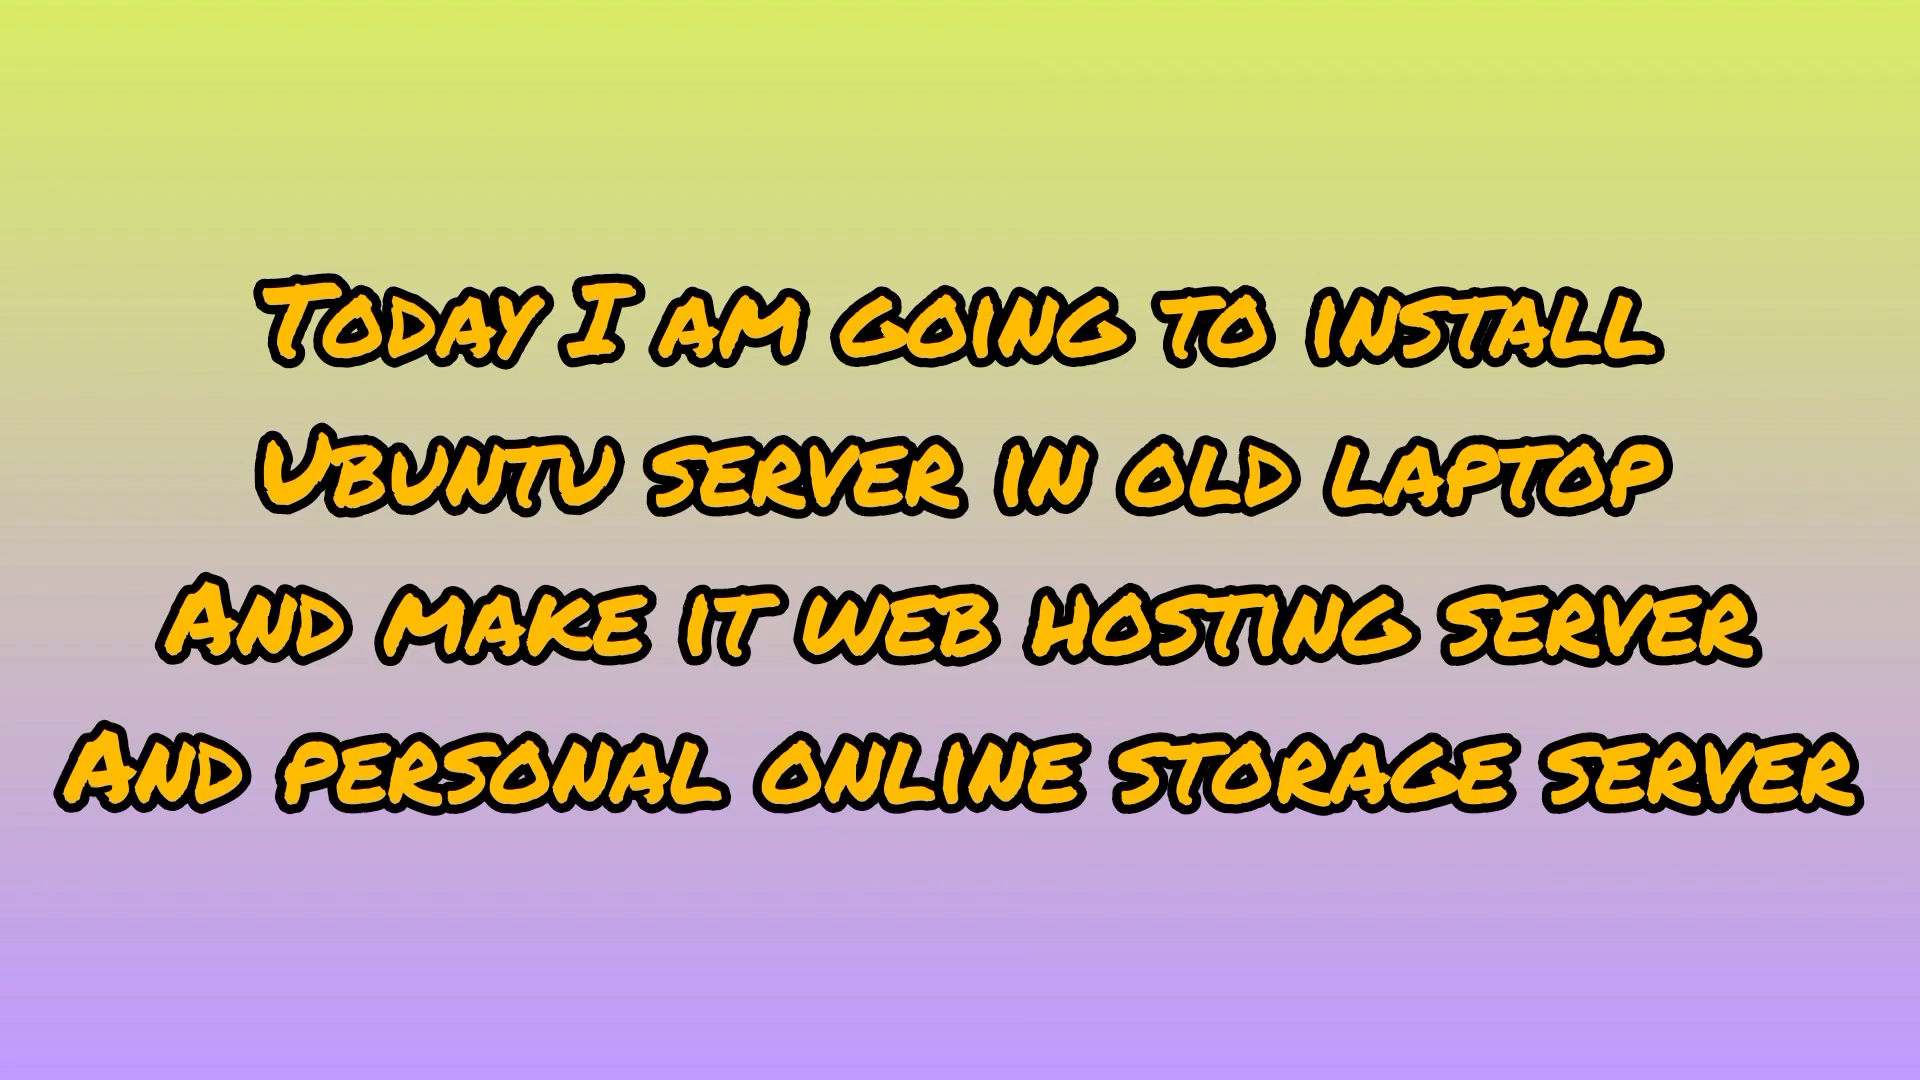 Today I am going to install
Ubuntu server in old laptop
And make it web hosting server
And personal online storage server